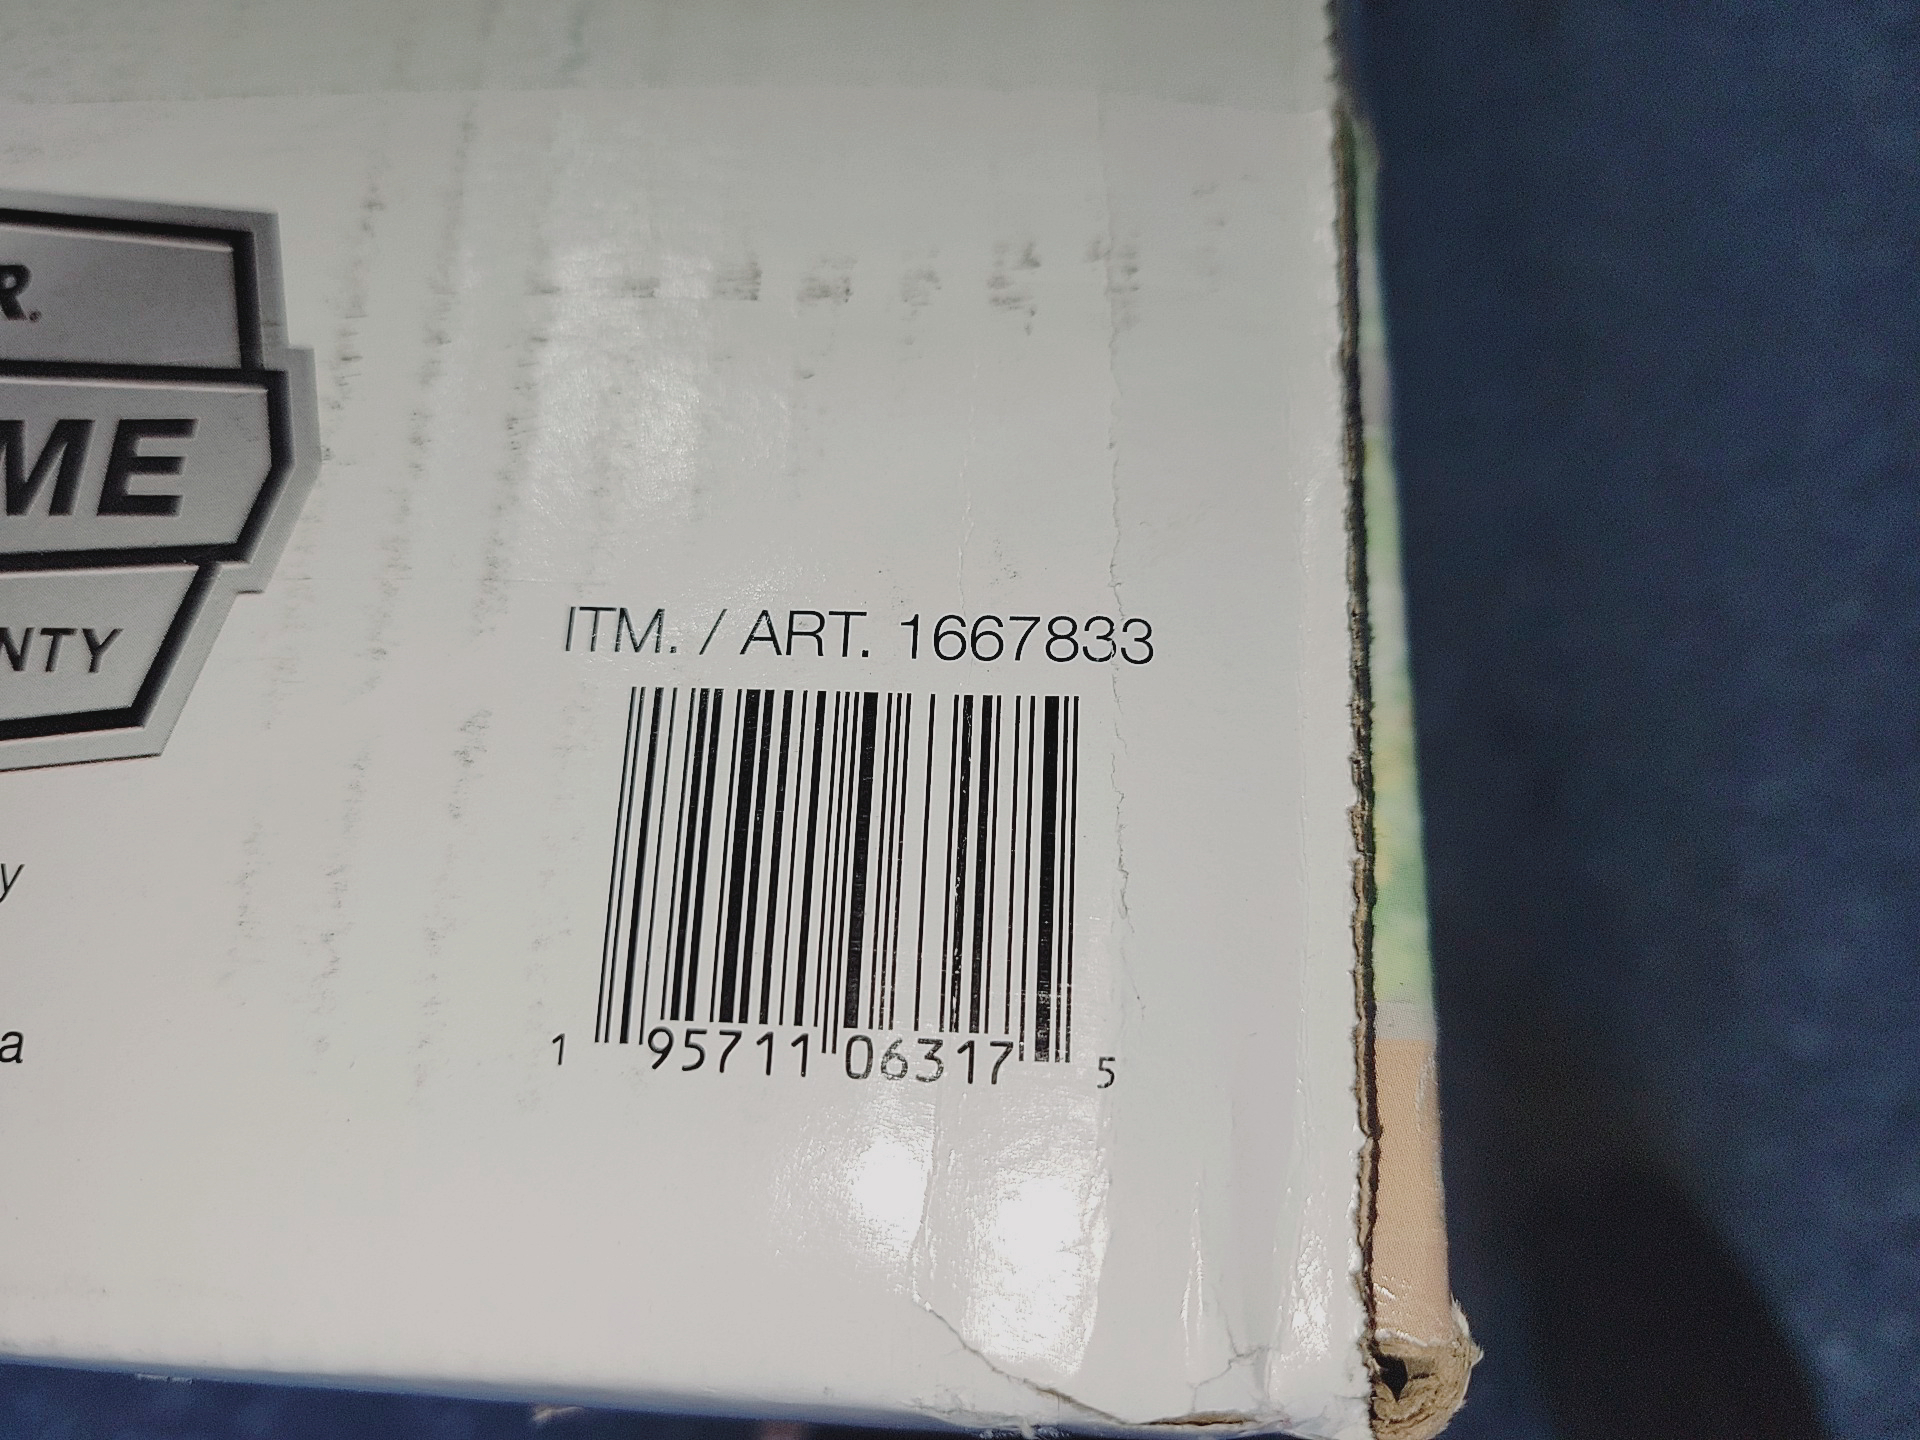 R.
ME
NTY
ITM. / ART. 1667833
y
a
1 95711 06317 5